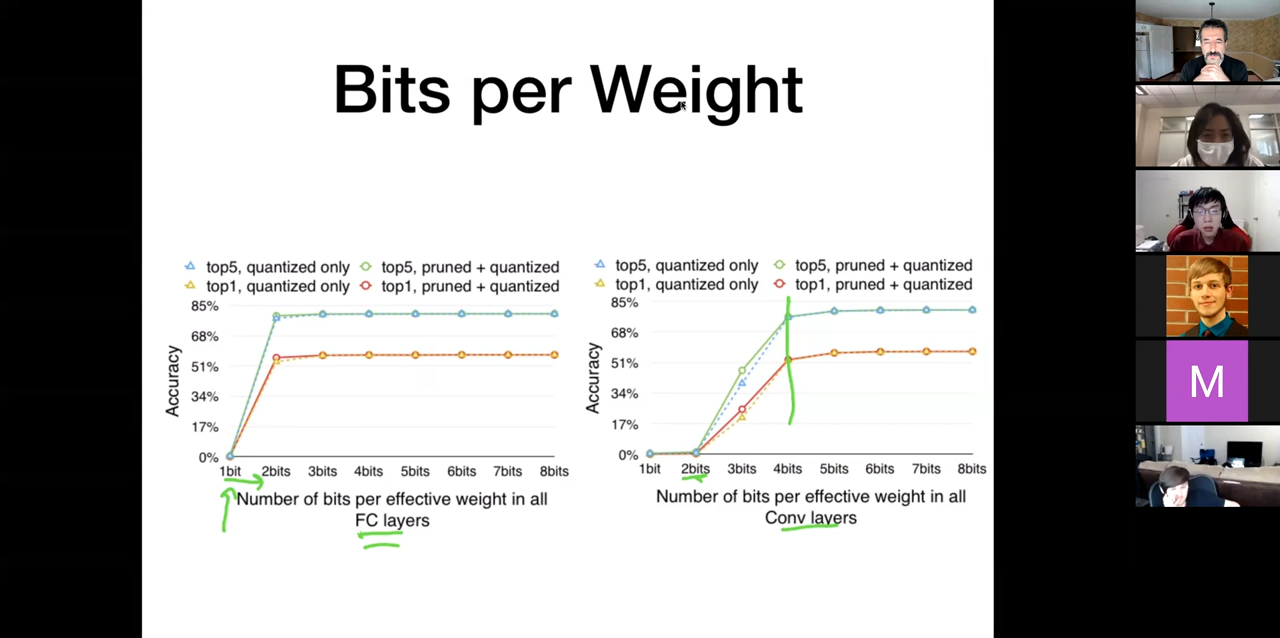 Bits per Weight
top5, quantized only top5, pruned + quantized
top1, quantized only top1, pruned + quantized
85%
68%
51%
34%
17%
0%
Accuracy
1bit 2bits 3bits 4bits 5bits 6bits 7bits 8bits
Number of bits per effective weight in all
FC layers
top5, quantized only top5, pruned + quantized
top1, quantized only top1, pruned + quantized
85%
68%
51%
34%
17%
0%
Accuracy
1bit 2bits 3bits 4bits 5bits 6bits 7bits 8bits
Number of bits per effective weight in all
Conv layers
M